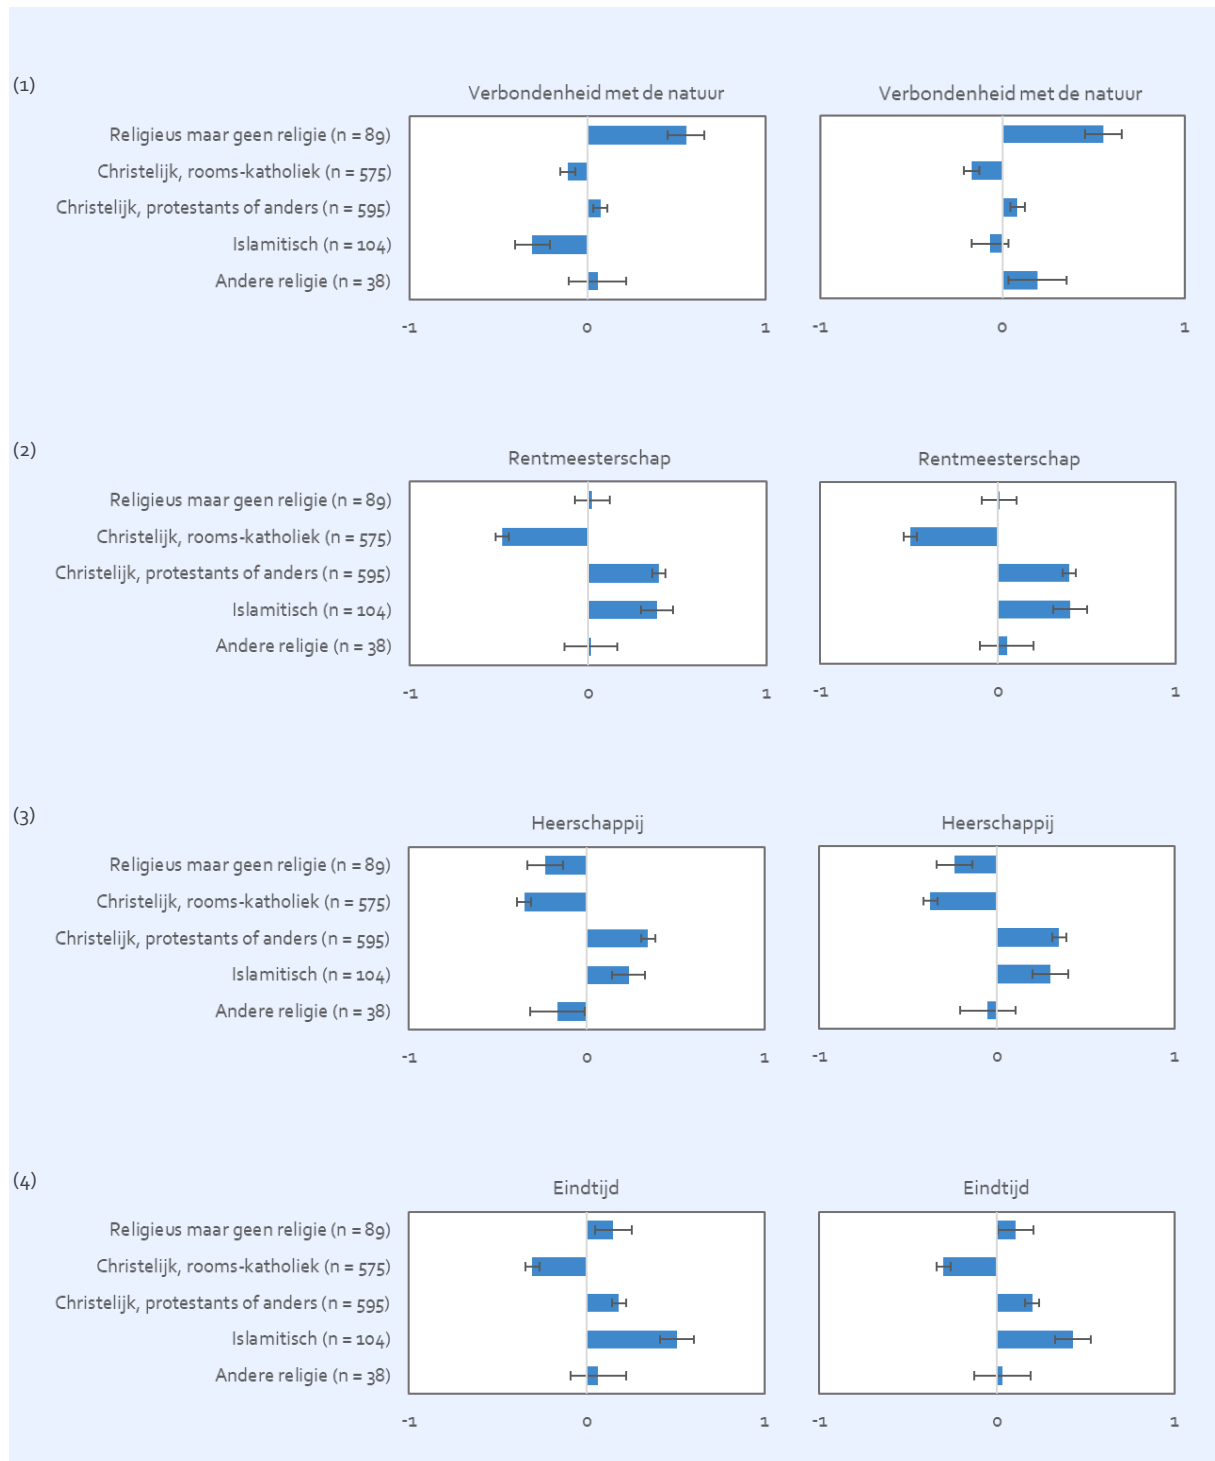 (1)
Verbondenheid met de natuur
Verbondenheid met de natuur
Religieus maar geen religie (n = 89)
Christelijk, rooms-katholiek (n = 575)
Christelijk, protestants of anders (n = 595)
Islamitisch (n = 104)
Andere religie (n = 38)
-1 0 1
-1 0 1
(2)
Rentmeesterschap
Rentmeesterschap
Religieus maar geen religie (n = 89)
Christelijk, rooms-katholiek (n = 575)
Christelijk, protestants of anders (n = 595)
Islamitisch (n = 104)
Andere religie (n = 38)
-1 0 1
-1 0 1
(3)
Heerschappij
Heerschappij
Religieus maar geen religie (n = 89)
Christelijk, rooms-katholiek (n = 575)
Christelijk, protestants of anders (n = 595)
Islamitisch (n = 104)
Andere religie (n = 38)
-1 0 1
-1 0 1
(4)
Eindtijd
Eindtijd
Religieus maar geen religie (n = 89)
Christelijk, rooms-katholiek (n = 575)
Christelijk, protestants of anders (n = 595)
Islamitisch (n = 104)
Andere religie (n = 38)
-1 0 1
-1 0 1